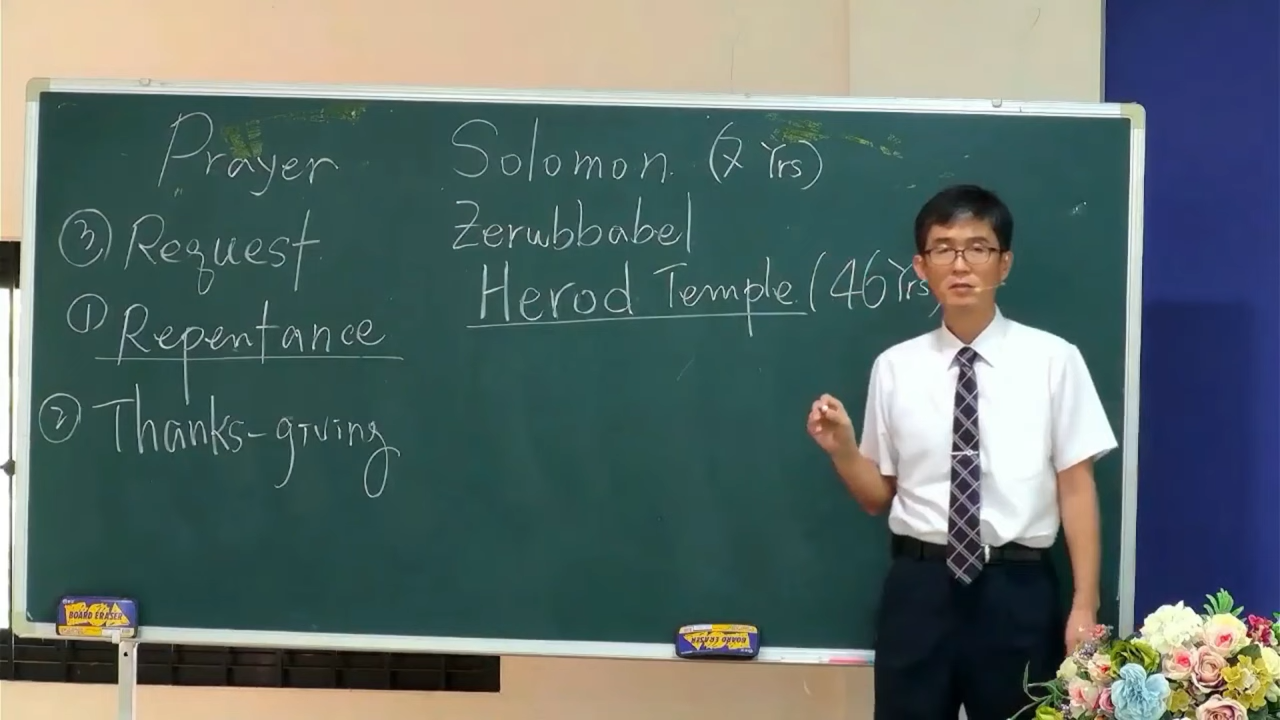 Prayer
③ Request
① Repentance
② Thanks-giving
Solomon (7 Yrs)
Zerubbabel
Herod Temple (46 Yrs)
BOARD ERASER
BOARD ERASER